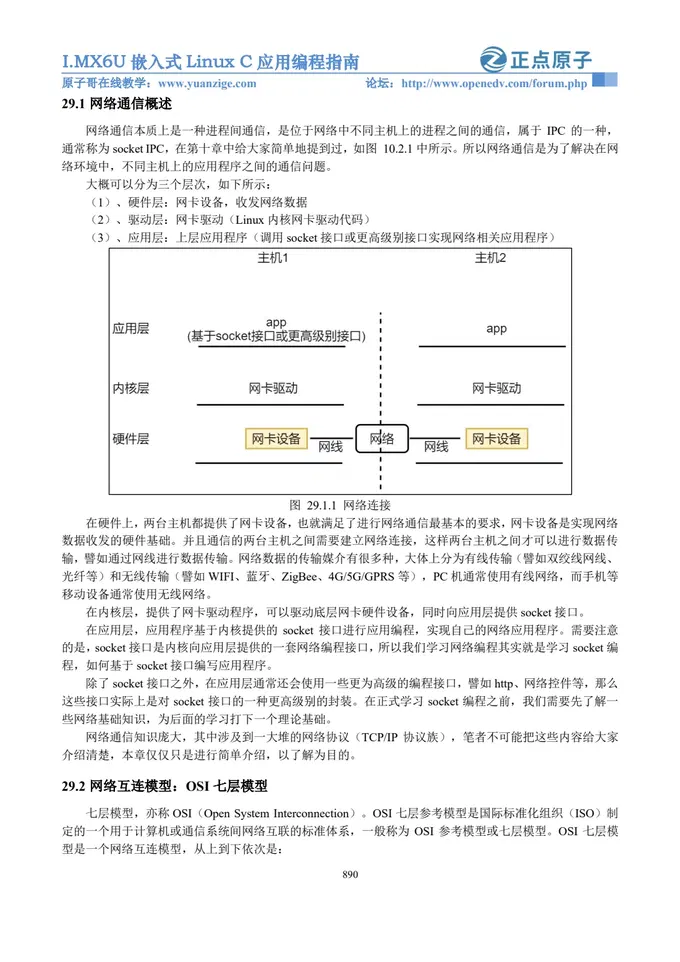 I.MX6U 嵌入式 Linux C 应用编程指南
正点原子
原子哥在线教学：www.yuanzige.com
论坛：http://www.openedv.com/forum.php
29.1 网络通信概述
网络通信本质上是一种进程间通信，是位于网络中不同主机上的进程之间的通信，属于 IPC 的一种，
通常称为 socket IPC，在第十章中给大家简单地提到过，如图 10.2.1 中所示。所以网络通信是为了解决在网
络环境中，不同主机上的应用程序之间的通信问题。
大概可以分为三个层次，如下所示：
（1）、硬件层：网卡设备，收发网络数据
（2）、驱动层：网卡驱动（Linux 内核网卡驱动代码）
（3）、应用层：上层应用程序（调用 socket 接口或更高级别接口实现网络相关应用程序）
主机1
主机2
应用层
app
(基于socket接口或更高级别接口)
app
内核层
网卡驱动
网卡驱动
硬件层
网卡设备
网线
网络
网线
网卡设备
图 29.1.1 网络连接
在硬件上，两台主机都提供了网卡设备，也就满足了进行网络通信最基本的要求，网卡设备是实现网络
数据收发的硬件基础。并且通信的两台主机之间需要建立网络连接，这样两台主机之间才可以进行数据传
输，譬如通过网线进行数据传输。网络数据的传输媒介有很多种，大体上分为有线传输（譬如双绞线网线、
光纤等）和无线传输（譬如 WIFI、蓝牙、ZigBee、4G/5G/GPRS 等），PC 机通常使用有线网络，而手机等
移动设备通常使用无线网络。
在内核层，提供了网卡驱动程序，可以驱动底层网卡硬件设备，同时向应用层提供 socket 接口。
在应用层，应用程序基于内核提供的 socket 接口进行应用编程，实现自己的网络应用程序。需要注意
的是，socket 接口是内核向应用层提供的一套网络编程接口，所以我们学习网络编程其实就是学习 socket 编
程，如何基于 socket 接口编写应用程序。
除了 socket 接口之外，在应用层通常还会使用一些更为高级的编程接口，譬如 http、网络控件等，那么
这些接口实际上是对 socket 接口的一种更高级别的封装。在正式学习 socket 编程之前，我们需要先了解一
些网络基础知识，为后面的学习打下一个理论基础。
网络通信知识庞大，其中涉及到一大堆的网络协议（TCP/IP 协议族），笔者不可能把这些内容给大家
介绍清楚，本章仅仅只是进行简单介绍，以了解为目的。
29.2 网络互连模型：OSI 七层模型
七层模型，亦称 OSI（Open System Interconnection）。OSI 七层参考模型是国际标准化组织（ISO）制
定的一个用于计算机或通信系统间网络互联的标准体系，一般称为 OSI 参考模型或七层模型。OSI 七层模
型是一个网络互连模型，从上到下依次是：
890